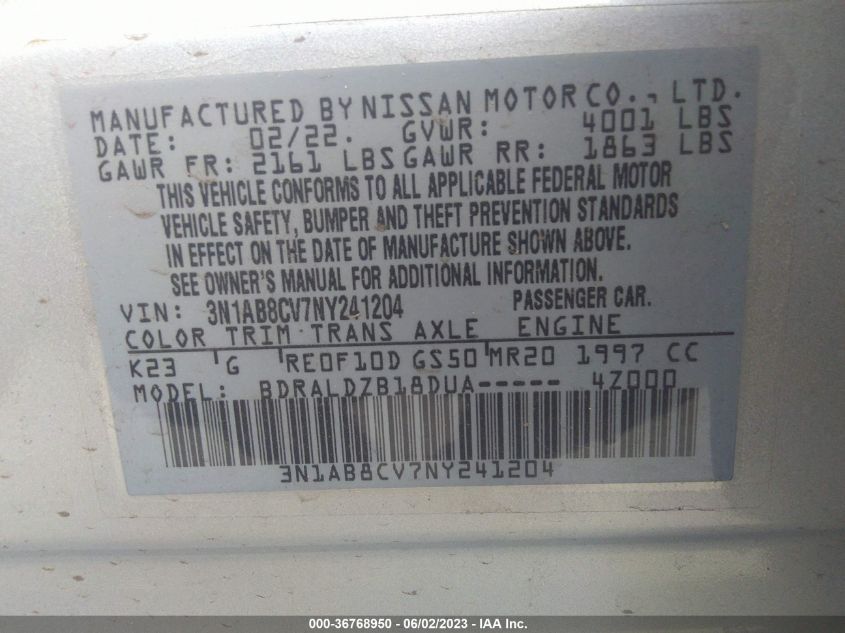 MANUFACTURED BY NISSAN MOTOR CO., LTD.
DATE: 02/22. GVWR: 4001 LBS
GAWR FR: 2161 LBS GAWR RR: 1863 LBS
THIS VEHICLE CONFORMS TO ALL APPLICABLE FEDERAL MOTOR
VEHICLE SAFETY, BUMPER AND THEFT PREVENTION STANDARDS
IN EFFECT ON THE DATE OF MANUFACTURE SHOWN ABOVE.
SEE OWNER'S MANUAL FOR ADDITIONAL INFORMATION.
VIN: 3N1AB8CV7NY241204 PASSENGER CAR.
COLOR TRIM TRANS AXLE ENGINE
K23 G RE0F10D GS50 MR20 1997 CC
MODEL: BDRALDZB18DUA----- 4Z000
3N1AB8CV7NY241204
000-36768950 - 06/02/2023 - IAA Inc.